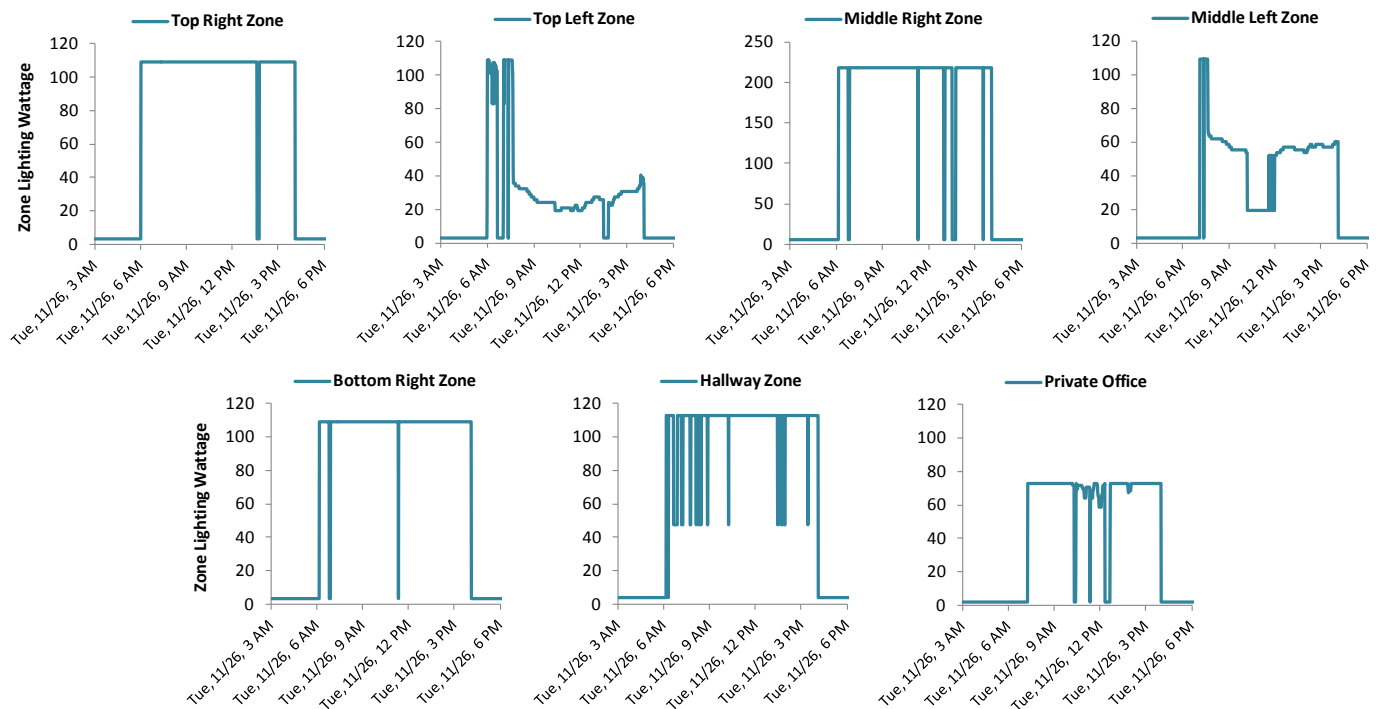 Top Right Zone
Zone Lighting Wattage
120
100
80
60
40
20
0
Tue, 11/26, 3 AM
Tue, 11/26, 6 AM
Tue, 11/26, 9 AM
Tue, 11/26, 12 PM
Tue, 11/26, 3 PM
Tue, 11/26, 6 PM
Top Left Zone
120
100
80
60
40
20
0
Tue, 11/26, 3 AM
Tue, 11/26, 6 AM
Tue, 11/26, 9 AM
Tue, 11/26, 12 PM
Tue, 11/26, 3 PM
Tue, 11/26, 6 PM
Middle Right Zone
250
200
150
100
50
0
Tue, 11/26, 3 AM
Tue, 11/26, 6 AM
Tue, 11/26, 9 AM
Tue, 11/26, 12 PM
Tue, 11/26, 3 PM
Tue, 11/26, 6 PM
Middle Left Zone
120
100
80
60
40
20
0
Tue, 11/26, 3 AM
Tue, 11/26, 6 AM
Tue, 11/26, 9 AM
Tue, 11/26, 12 PM
Tue, 11/26, 3 PM
Tue, 11/26, 6 PM
Bottom Right Zone
Zone Lighting Wattage
120
100
80
60
40
20
0
Tue, 11/26, 3 AM
Tue, 11/26, 6 AM
Tue, 11/26, 9 AM
Tue, 11/26, 12 PM
Tue, 11/26, 3 PM
Tue, 11/26, 6 PM
Hallway Zone
120
100
80
60
40
20
0
Tue, 11/26, 3 AM
Tue, 11/26, 6 AM
Tue, 11/26, 9 AM
Tue, 11/26, 12 PM
Tue, 11/26, 3 PM
Tue, 11/26, 6 PM
Private Office
120
100
80
60
40
20
0
Tue, 11/26, 3 AM
Tue, 11/26, 6 AM
Tue, 11/26, 9 AM
Tue, 11/26, 12 PM
Tue, 11/26, 3 PM
Tue, 11/26, 6 PM